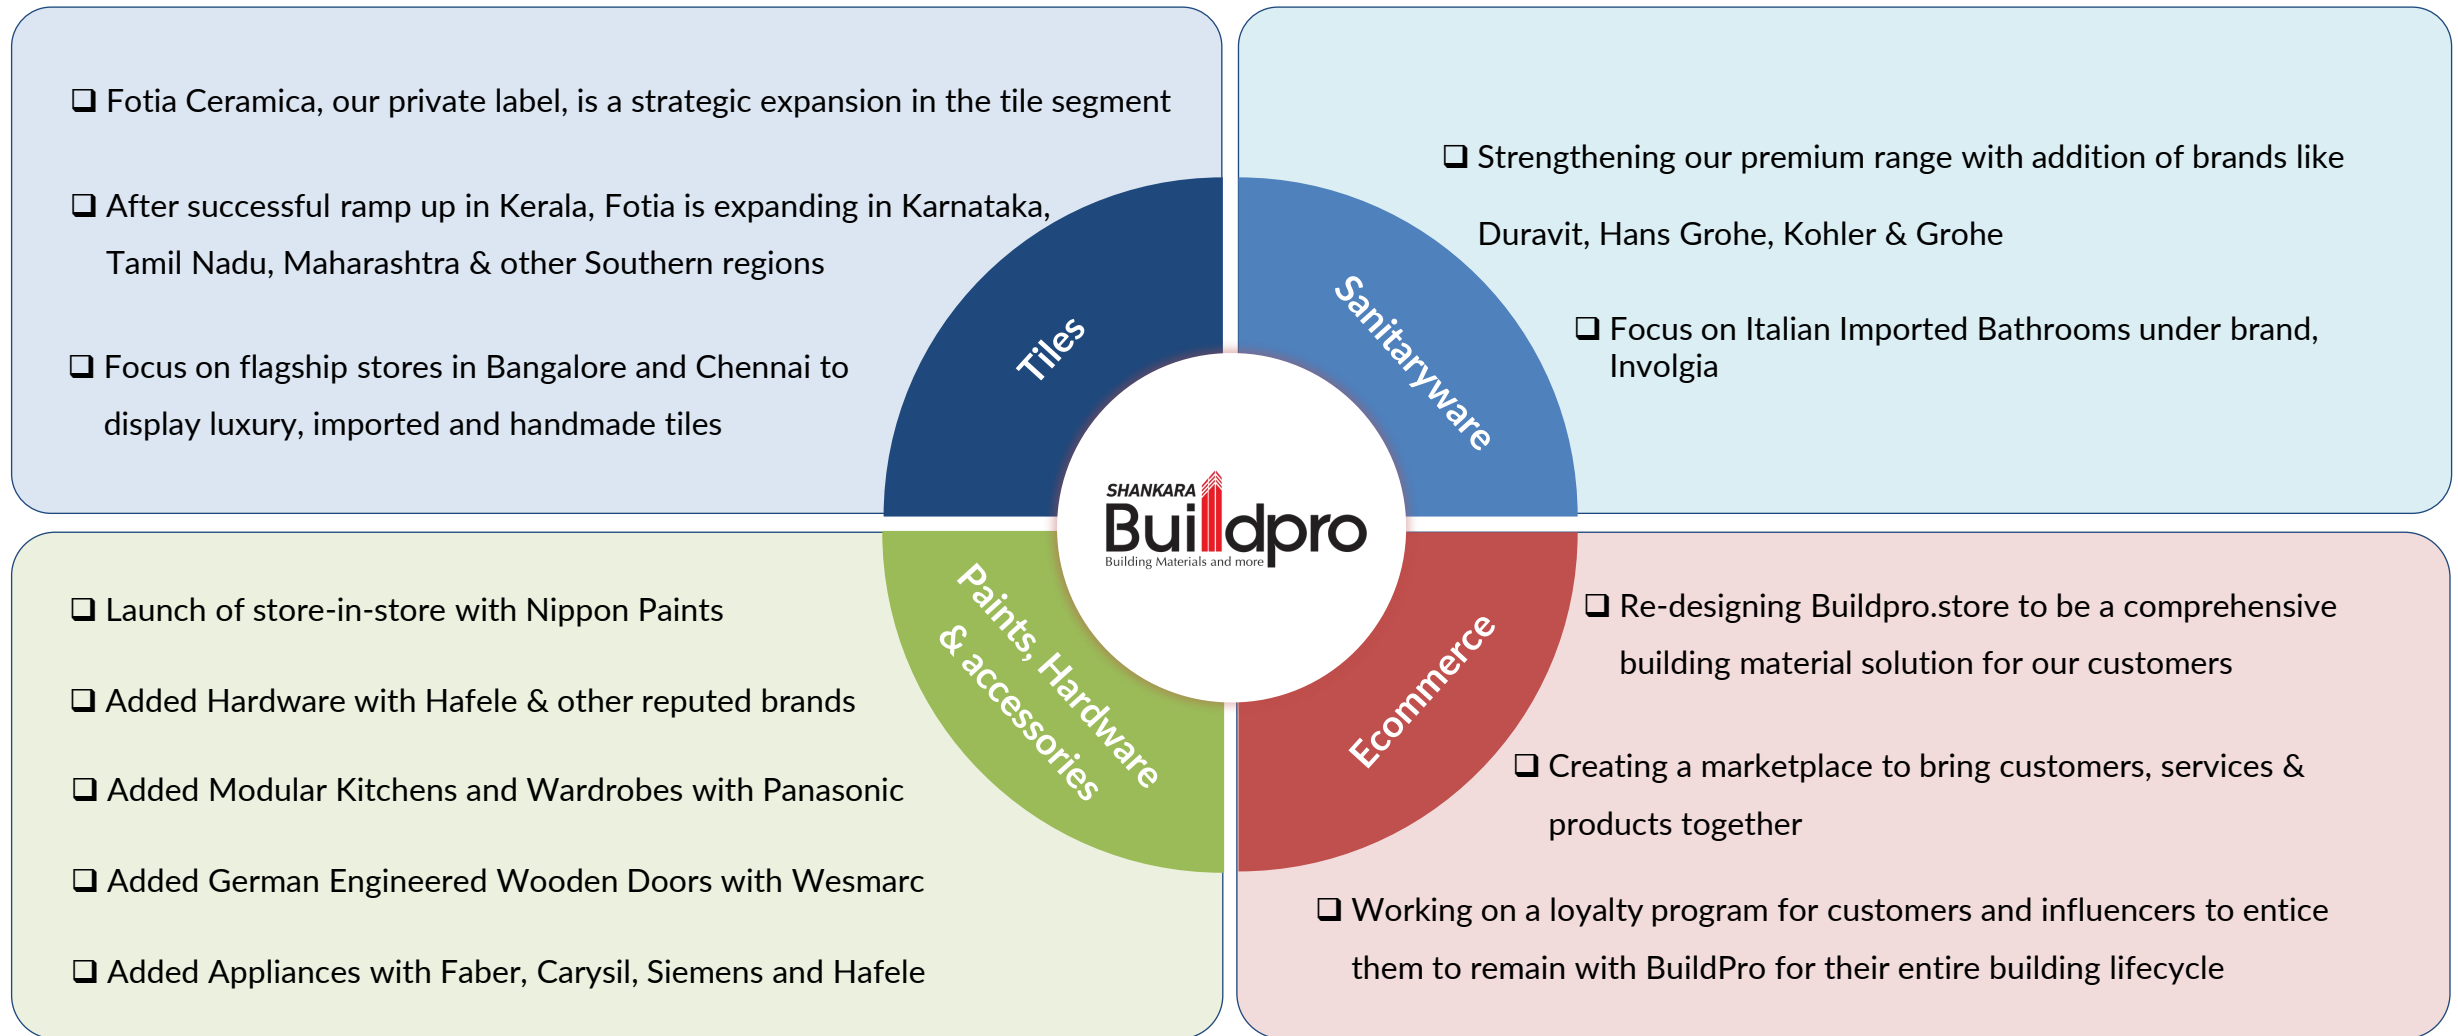 ❑ Fotia Ceramica, our private label, is a strategic expansion in the tile segment
❑ After successful ramp up in Kerala, Fotia is expanding in Karnataka,
Tamil Nadu, Maharashtra & other Southern regions
❑ Focus on flagship stores in Bangalore and Chennai to
display luxury, imported and handmade tiles
Tiles
❑ Strengthening our premium range with addition of brands like
Duravit, Hans Grohe, Kohler & Grohe
❑ Focus on Italian Imported Bathrooms under brand,
Involgia
Sanitaryware
SHANKARA
Buildpro
Building Materials and more
❑ Launch of store-in-store with Nippon Paints
❑ Added Hardware with Hafele & other reputed brands
❑ Added Modular Kitchens and Wardrobes with Panasonic
❑ Added German Engineered Wooden Doors with Wesmarc
❑ Added Appliances with Faber, Carysil, Siemens and Hafele
Paints, Hardware
& accessories
Ecommerce
❑ Re-designing Buildpro.store to be a comprehensive
building material solution for our customers
❑ Creating a marketplace to bring customers, services &
products together
❑ Working on a loyalty program for customers and influencers to entice
them to remain with BuildPro for their entire building lifecycle